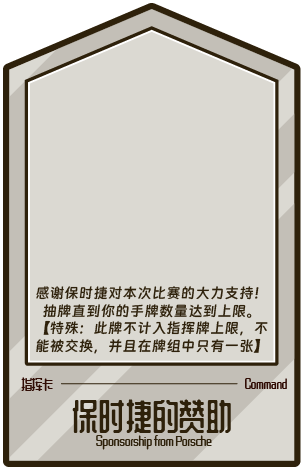 感谢保时捷对本次比赛的大力支持！
抽牌直到你的手牌数量达到上限。
【特殊：此牌不计入指挥牌上限，不
能被交换，并且在牌组中只有一张】
指挥卡
Command
保时捷的赞助
Sponsorship from Porsche